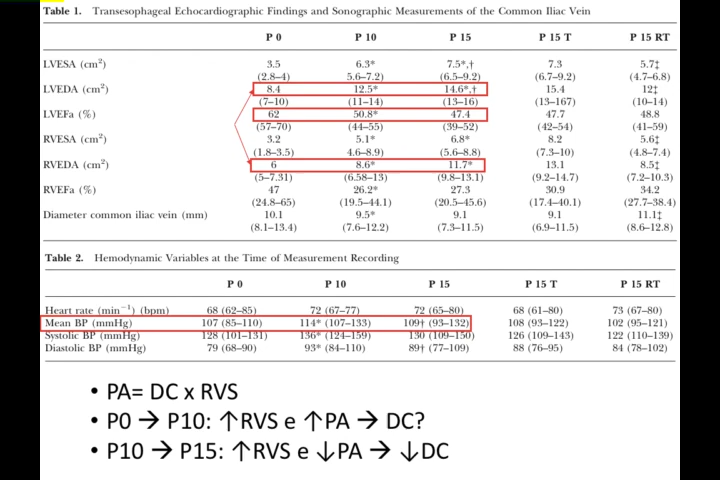 Table 1. Transesophageal Echocardiographic Findings and Sonographic Measurements of the Common Iliac Vein
P 0 P 10 P 15 P 15 T P 15 RT
LVESA (cm²) 3.5 6.3* 7.5*,† 7.3 5.7‡
(2.8–4) 5.6–7.2) (6.5–9.2) (6.7–9.2) (4.7–6.8)
LVEDA (cm²) 8.4 12.5* 14.6*,† 15.4 12‡
(7–10) (11–14) (13–16) (13–167) (10–14)
LVEFa (%) 62 50.8* 47.4 47.7 48.8
(57–70) (44–55) (39–52) (42–54) (41–59)
RVESA (cm²) 3.2 5.1* 6.8* 8.2 5.6‡
(1.8–3.5) 4.6–8.9) (5.6–8.8) (7.3–10) (4.8–7.4)
RVEDA (cm²) 6 8.6* 11.7* 13.1 8.5‡
(5–7.31) (6.58–13) (9.8–13.1) (9.2–14.7) (7.2–10.3)
RVEFa (%) 47 26.2* 27.3 30.9 34.2
(24.8–65) (19.5–44.1) (20.5–45.6) (17.4–40.1) (27.7–38.4)
Diameter common iliac vein (mm) 10.1 9.5* 9.1 9.1 11.1‡
(8.1–13.4) (7.6–12.2) (7.3–11.5) (6.9–11.5) (8.6–12.8)
Table 2. Hemodynamic Variables at the Time of Measurement Recording
P 0 P 10 P 15 P 15 T P 15 RT
Heart rate (min⁻¹) (bpm) 68 (62–85) 72 (67–77) 72 (65–80) 68 (61–80) 73 (67–80)
Mean BP (mmHg) 107 (85–110) 114* (107–133) 109† (93–132) 108 (93–122) 102 (95–121)
Systolic BP (mmHg) 128 (101–131) 136* (124–159) 130 (109–150) 126 (109–143) 122 (110–139)
Diastolic BP (mmHg) 79 (68–90) 93* (84–110) 89† (77–109) 88 (76–95) 84 (78–102)
• PA= DC x RVS
• P0 → P10: ↑RVS e ↑PA → DC?
• P10 → P15: ↑RVS e ↓PA → ↓DC